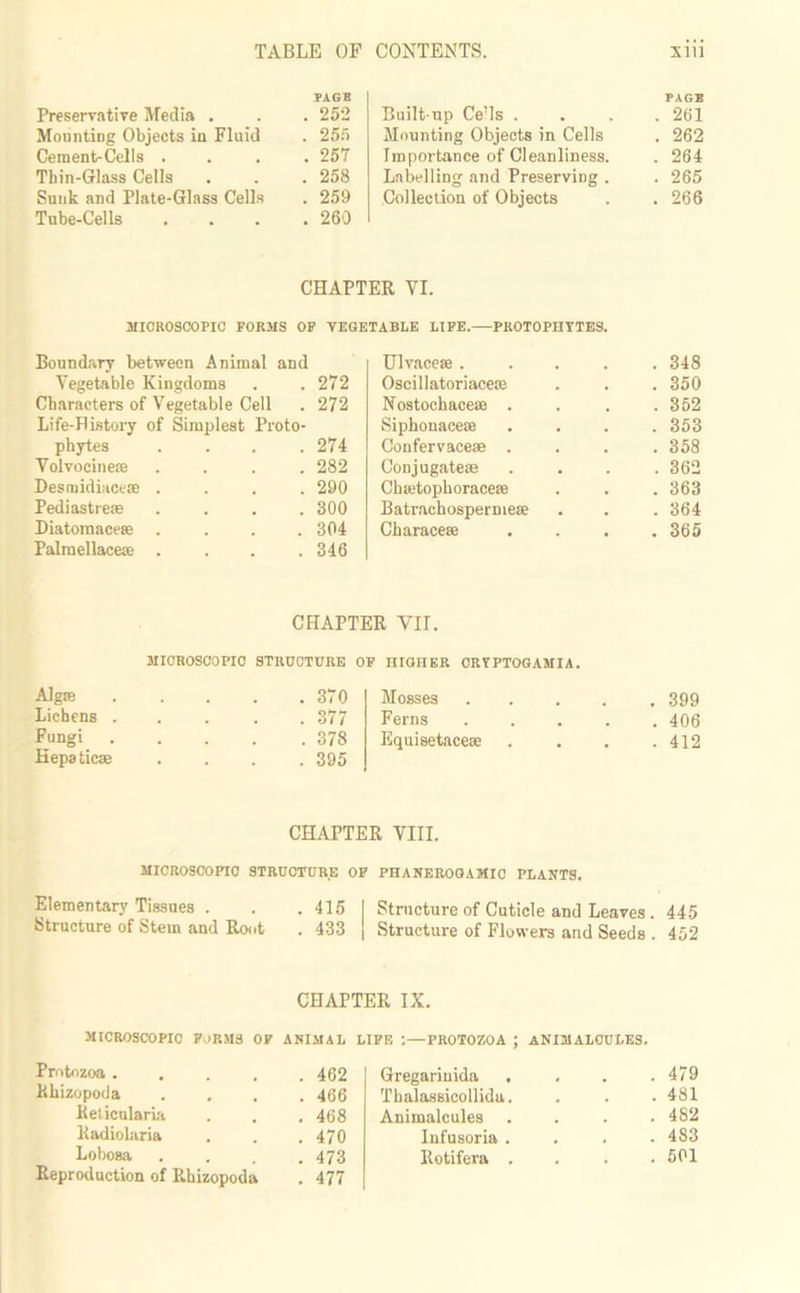 TABLE OF CONTENTS. xiii
PAGE
Preservative Media . . . 252
Mounting Objects in Fluid . 255
Cement-Cells . . . . 257
Thin-Glass Cells . . . 258
Sunk and Plate-Glass Cells . 259
Tube-Cells . . . . 260
PAGE
Built-up Cells . . . . 261
Mounting Objects in Cells . 262
Importance of Cleanliness. . 264
Labelling and Preserving . . 265
Collection of Objects . . 266
CHAPTER VI.
MICROSCOPIC FORMS OF VEGETABLE LIFE.—PROTOPHYTES.
Boundary between Animal and
Vegetable Kingdoms . . 272
Characters of Vegetable Cell . 272
Life-History of Simplest Proto-
phytes . . . . 274
Volvocineæ . . . . 282
Desmidiaceæ . . . . 290
Pediastreæ . . . . 300
Diatomaceæ . . . . 304
Palmellaceæ . . . . 346
Ulvaceæ . . . . . 348
Oscillatoriaceæ . . . 350
Nostochaceæ . . . . 352
Siphonaceæ . . . . 353
Confervaceæ . . . . 358
Conjugateæ . . . . 362
Chætophoraceæ . . . 363
Batrachospermeæ . . . 364
Characeæ . . . . 365
CHAPTER VII.
MICROSCOPIC STRUCTURE OF HIGHER CRYPTOGAMIA.
Algæ . . . . . 370
Lichens . . . . . 377
Fungi . . . . . 378
Hepaticæ . . . . 395
Mosses . . . . . 399
Ferns . . . . . 406
Equisetaceæ . . . . 412
CHAPTER VIII.
MICROSCOPIC STRUCTURE OF PHANEROGAMIC PLANTS.
Elementary Tissues . . . 415
Structure of Stem and Root . 433
Structure of Cuticle and Leaves . 445
Structure of Flowers and Seeds . 452
CHAPTER IX.
MICROSCOPIC FORMS OF ANIMAL LIFE :—PROTOZOA ; ANIMALCULES.
Protozoa . . . . . 462
Rhizopoda . . . . 466
Reticularia . . . 468
Radiolaria . . . 470
Lobosa . . . . 473
Reproduction of Rhizopoda . 477
Gregarinida . . . . 479
Thalassicollida. . . . 481
Animalcules . . . . 482
Infusoria . . . . 483
Rotifera . . . . 501